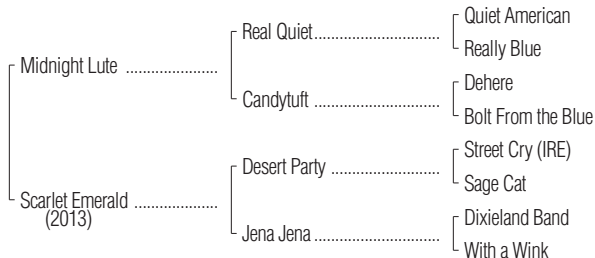 Quiet American
Real Quiet
Really Blue
Midnight Lute
Dehere
Candytuft
Bolt From the Blue
Street Cry (IRE)
Desert Party
Sage Cat
Scarlet Emerald
(2013)
Dixieland Band
Jena Jena
With a Wink